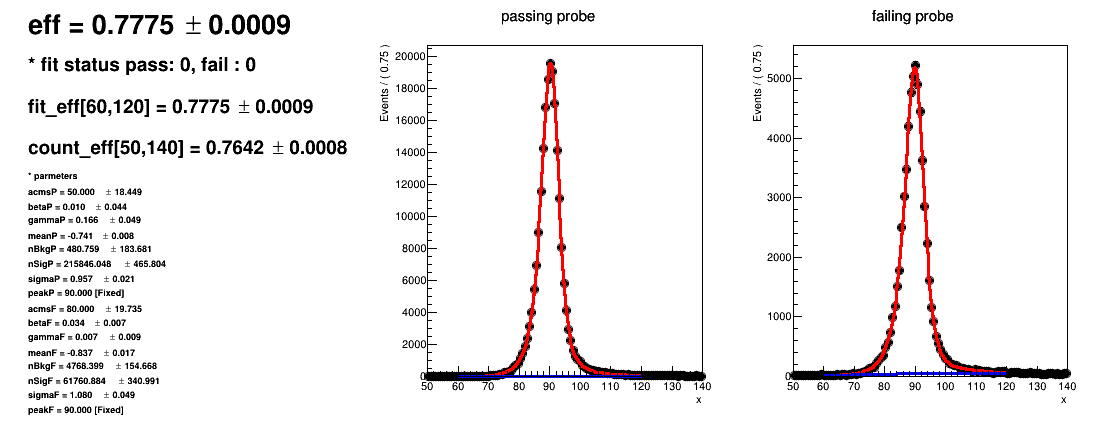 eff = 0.7775 ± 0.0009
* fit status pass: 0, fail : 0
fit_eff[60,120] = 0.7775 ± 0.0009
count_eff[50,140] = 0.7642 ± 0.0008
* parmeters
acmsP = 50.000 ± 18.449
betaP = 0.010 ± 0.044
gammaP = 0.166 ± 0.049
meanP = -0.741 ± 0.008
nBkgP = 480.759 ± 183.681
nSigP = 215846.048 ± 465.804
sigmaP = 0.957 ± 0.021
peakP = 90.000 [Fixed]
acmsF = 80.000 ± 19.735
betaF = 0.034 ± 0.007
gammaF = 0.007 ± 0.009
meanF = -0.837 ± 0.017
nBkgF = 4768.399 ± 154.668
nSigF = 61760.884 ± 340.991
sigmaF = 1.080 ± 0.049
peakF = 90.000 [Fixed]
passing probe
Events / ( 0.75 )
20000
18000
16000
14000
12000
10000
8000
6000
4000
2000
0
50 60 70 80 90 100 110 120 130 140
x
failing probe
Events / ( 0.75 )
5000
4000
3000
2000
1000
0
50 60 70 80 90 100 110 120 130 140
x